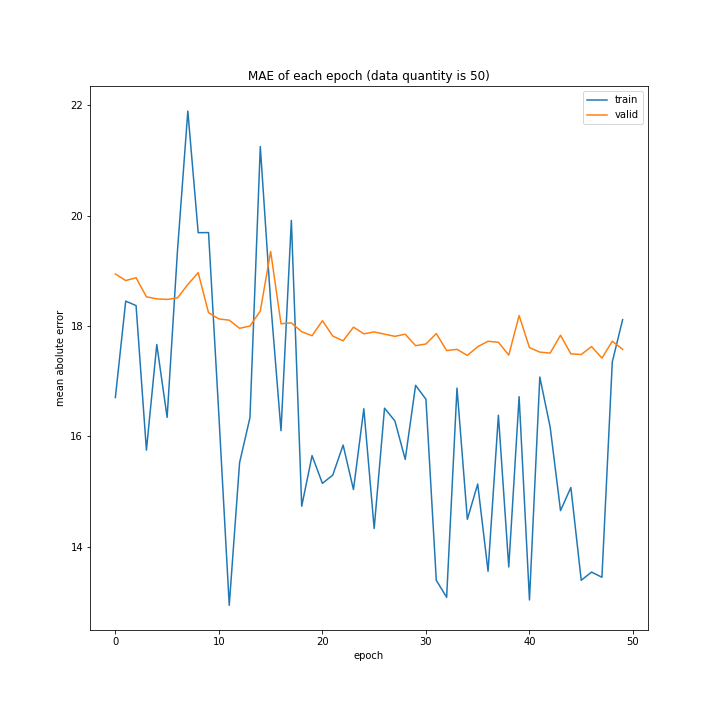 MAE of each epoch (data quantity is 50)
train
valid
22
20
18
16
14
mean abolute error
0
10
20
30
40
50
epoch